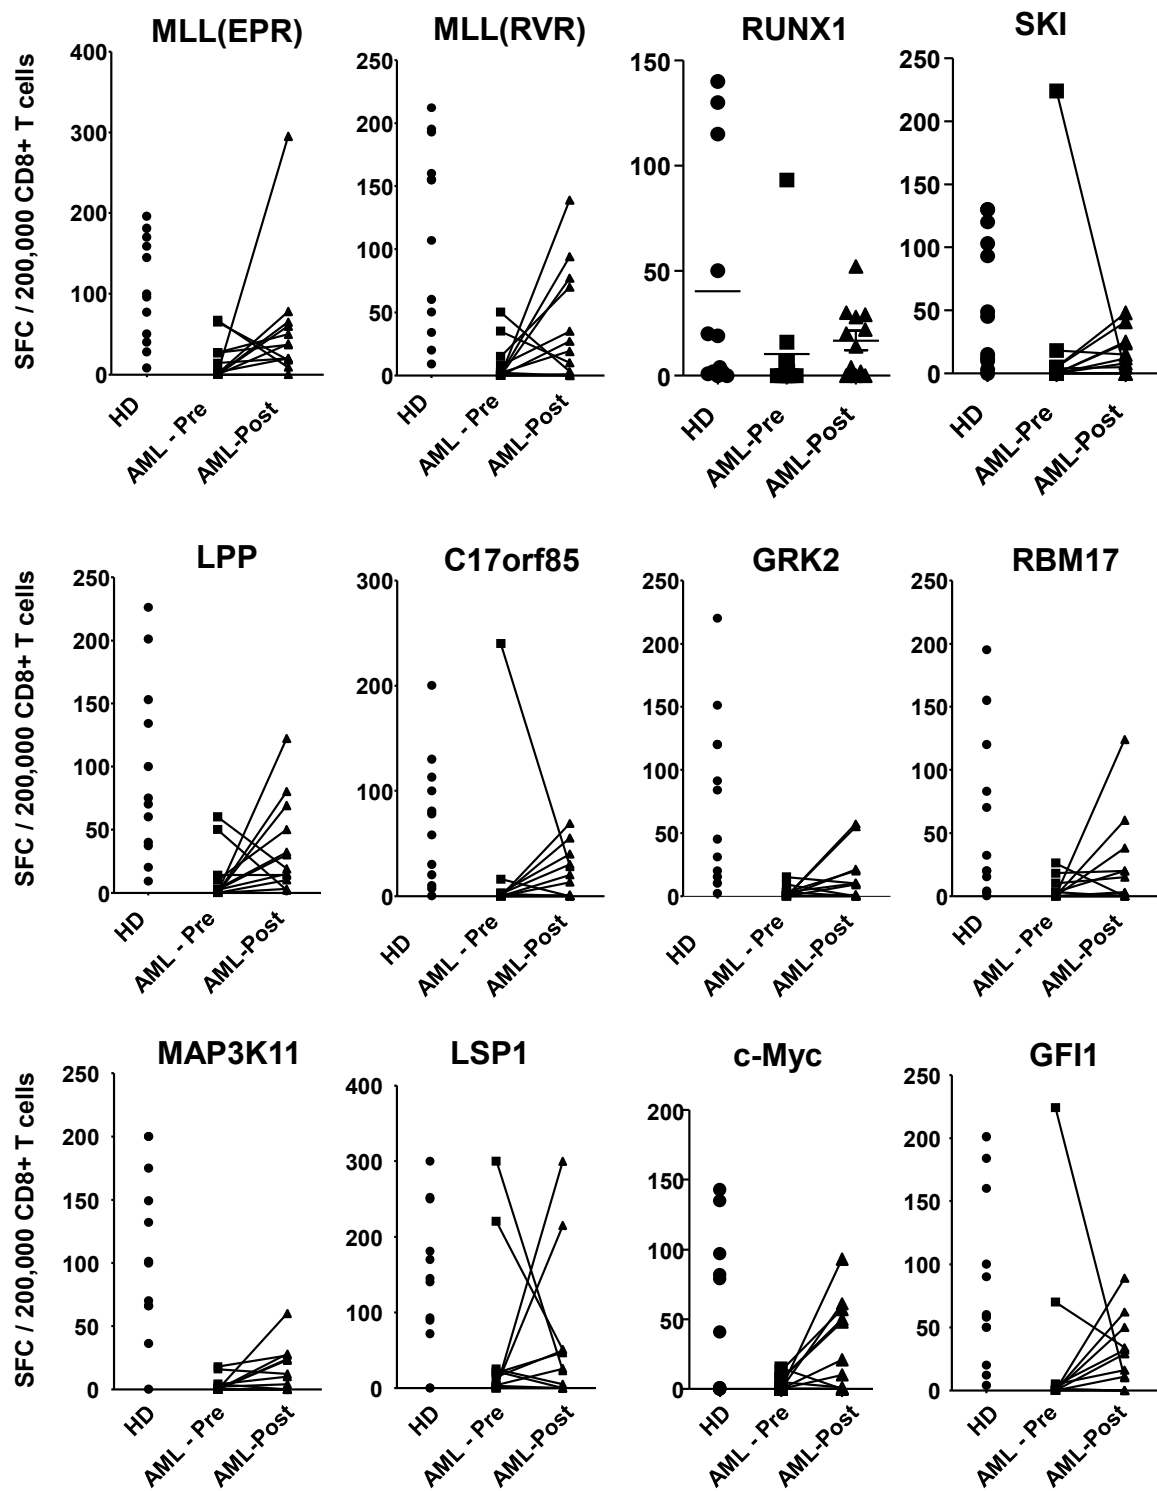 MLL(EPR)
SFC / 200,000 CD8+ T cells
400
300
200
100
0
HD
AML - Pre
AML-Post
MLL(RVR)
250
200
150
100
50
0
HD
AML - Pre
AML-Post
RUNX1
150
100
50
0
HD
AML-Pre
AML-Post
SKI
250
200
150
100
50
0
HD
AML-Pre
AML-Post
LPP
SFC / 200,000 CD8+ T cells
250
200
150
100
50
0
HD
AML - Pre
AML-Post
C17orf85
300
200
100
0
HD
AML - Pre
AML-Post
GRK2
250
200
150
100
50
0
HD
AML - Pre
AML-Post
RBM17
250
200
150
100
50
0
HD
AML - Pre
AML-Post
MAP3K11
SFC / 200,000 CD8+ T cells
250
200
150
100
50
0
HD
AML - Pre
AML-Post
LSP1
400
300
200
100
0
HD
AML - Pre
AML-Post
c-Myc
200
150
100
50
0
HD
AML - Pre
AML-Post
GFI1
250
200
150
100
50
0
HD
AML - Pre
AML-Post